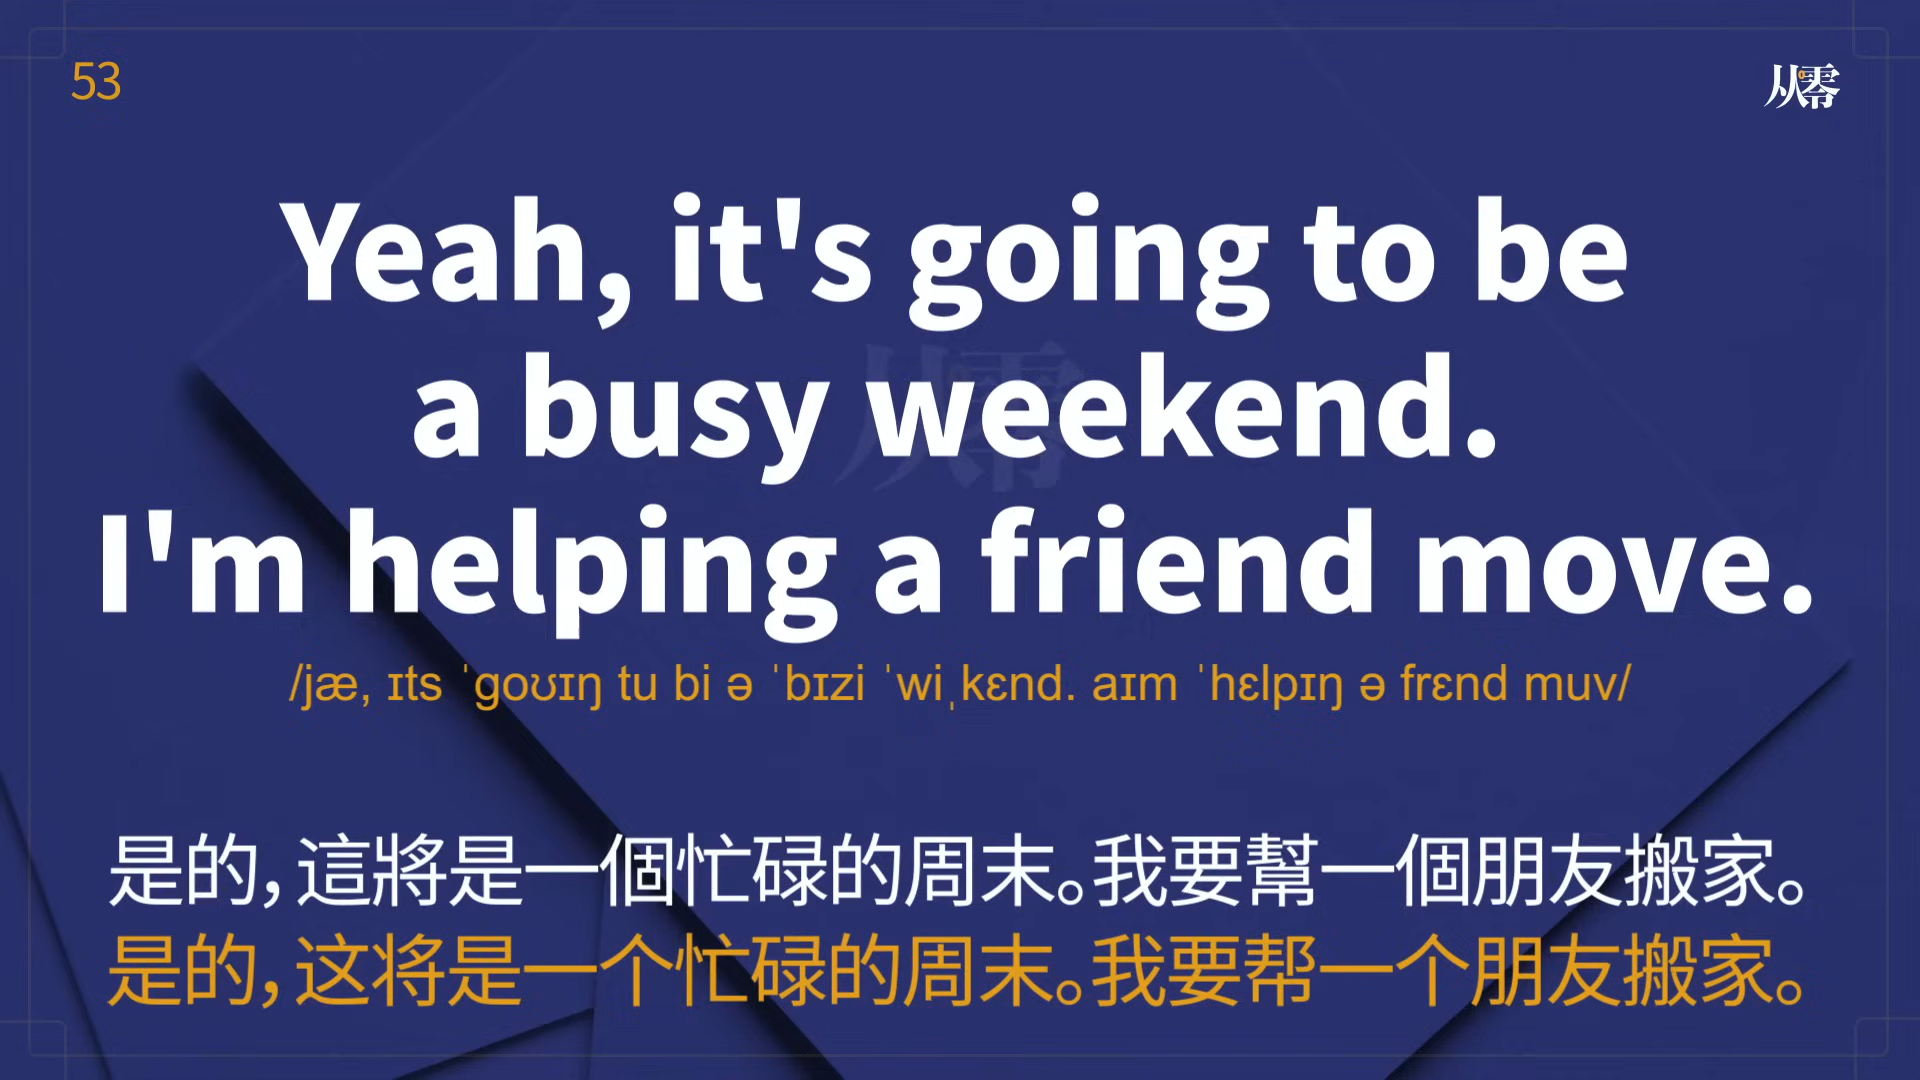 53
从零
Yeah, it's going to be
a busy weekend.
I'm helping a friend move.
/jæ, ɪts ˈgoʊɪŋ tu bi ə ˈbɪzi ˈwiˌkɛnd. aɪm ˈhɛlpɪŋ ə frɛnd muv/
是的，這將是一個忙碌的周末。我要幫一個朋友搬家。
是的，这将是一个忙碌的周末。我要帮一个朋友搬家。